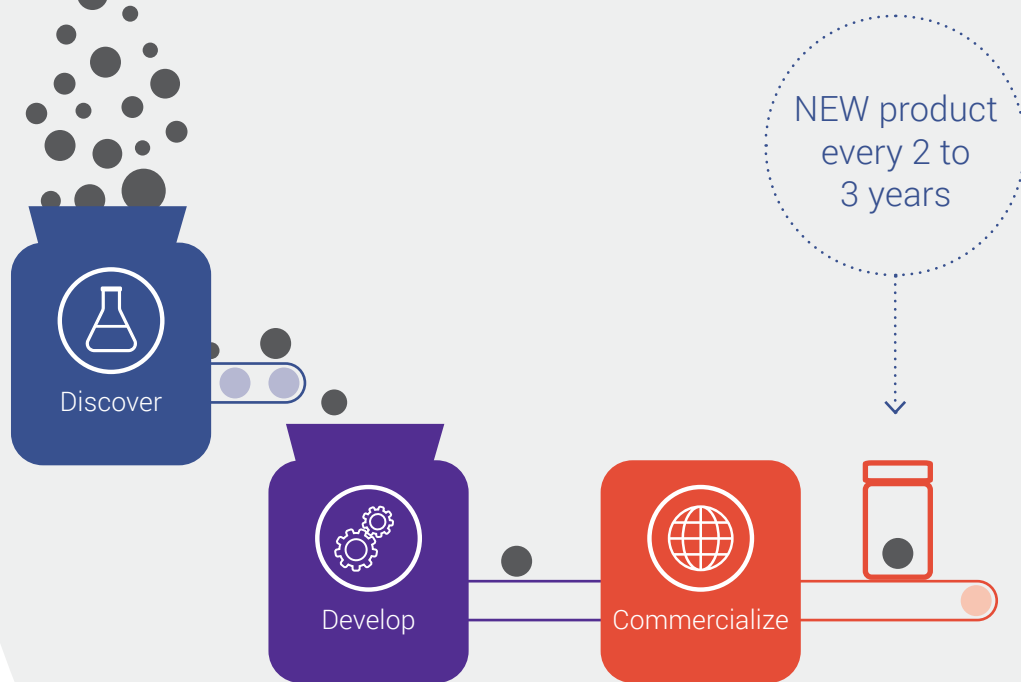 NEW product
every 2 to
3 years
Discover
Develop
Commercialize